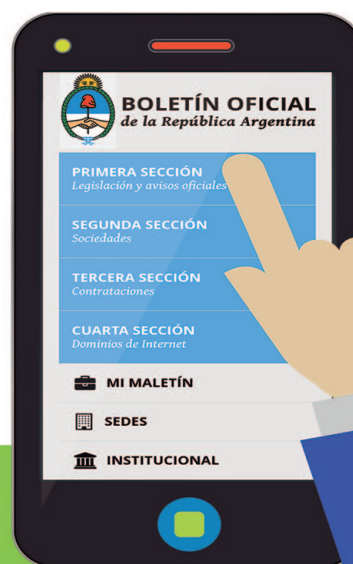 BOLETÍN OFICIAL
de la República Argentina
PRIMERA SECCIÓN
Legislación y avisos oficiales
SEGUNDA SECCIÓN
Sociedades
TERCERA SECCIÓN
Contrataciones
CUARTA SECCIÓN
Dominios de Internet
MI MALETÍN
SEDES
INSTITUCIONAL